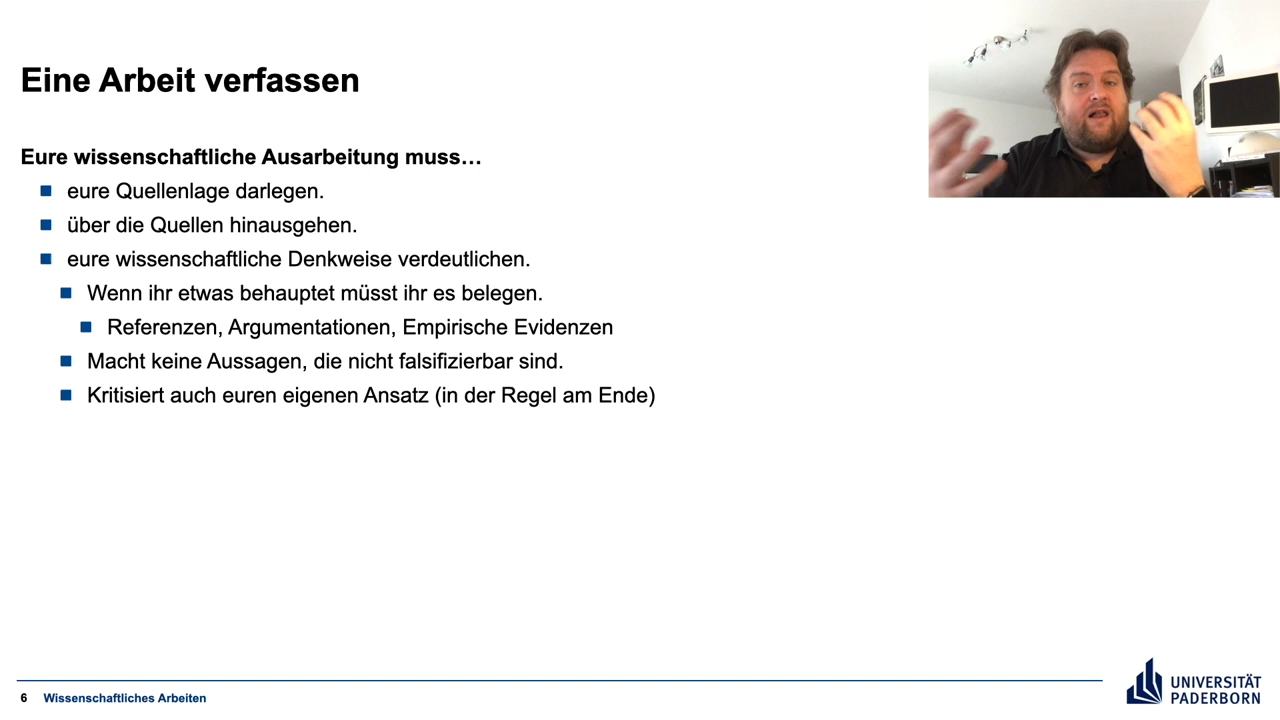 Eine Arbeit verfassen
Eure wissenschaftliche Ausarbeitung muss…
eure Quellenlage darlegen.
über die Quellen hinausgehen.
eure wissenschaftliche Denkweise verdeutlichen.
Wenn ihr etwas behauptet müsst ihr es belegen.
Referenzen, Argumentationen, Empirische Evidenzen
Macht keine Aussagen, die nicht falsifizierbar sind.
Kritisiert auch euren eigenen Ansatz (in der Regel am Ende)
6 Wissenschaftliches Arbeiten
UNIVERSITÄT
PADERBORN